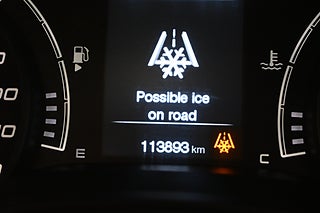 Possible ice
on road
113893 km
E
C